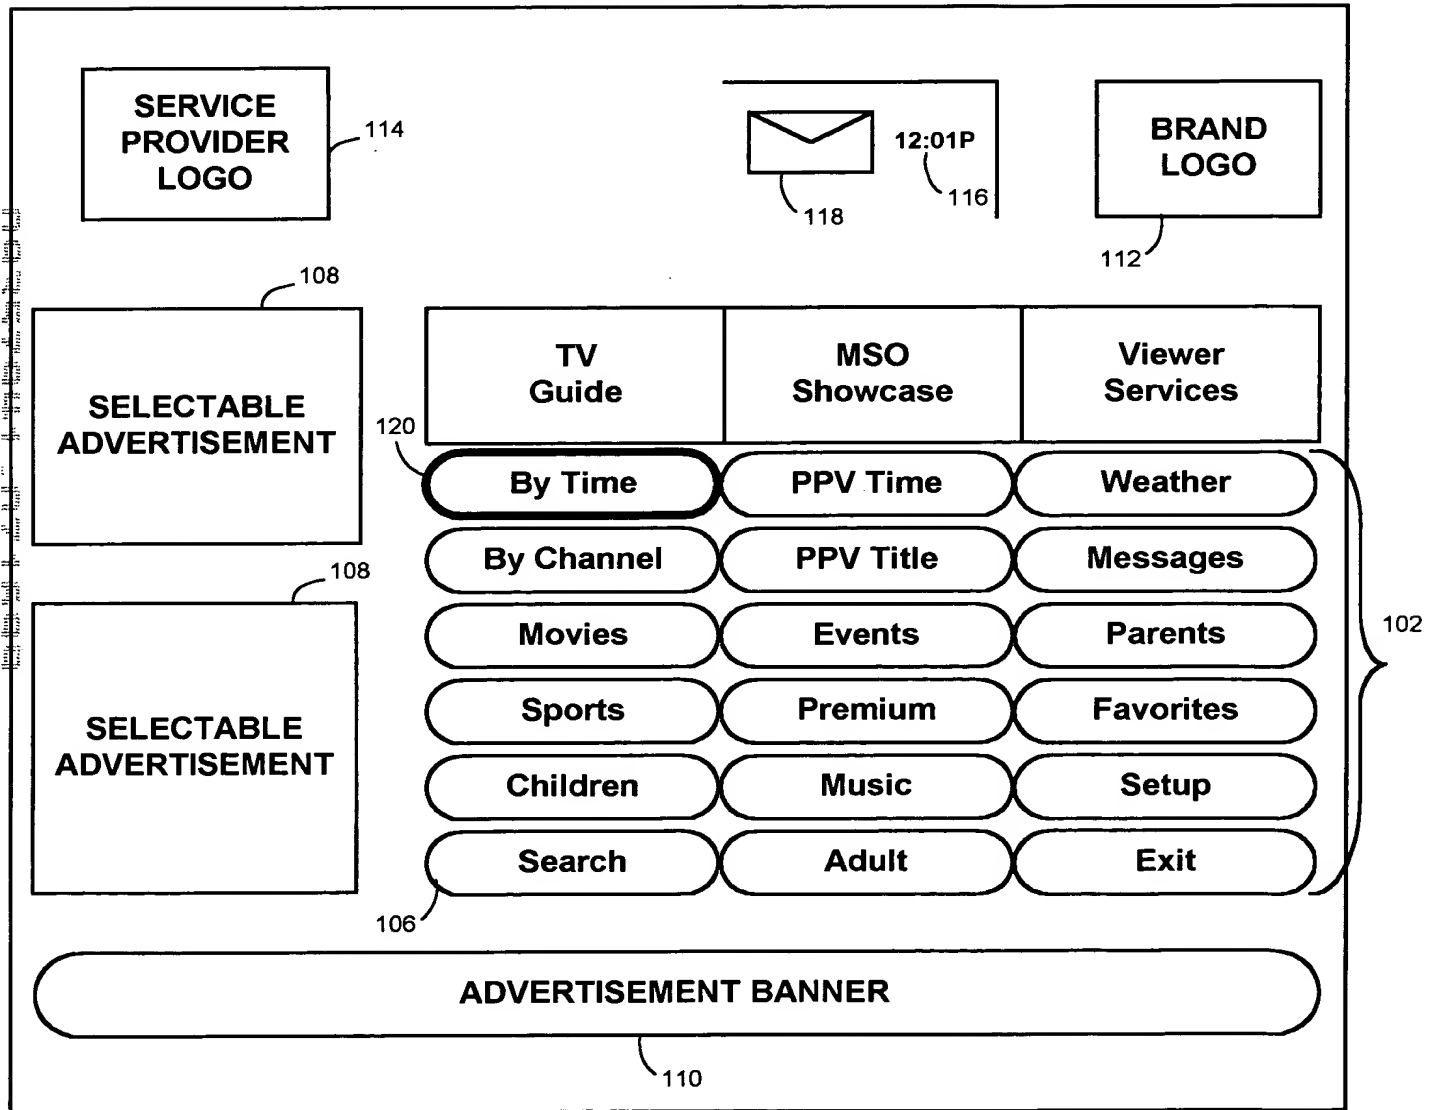 SERVICE
PROVIDER
LOGO
114
12:01P
118
116
BRAND
LOGO
112
108
SELECTABLE
ADVERTISEMENT
TV
Guide
MSO
Showcase
Viewer
Services
120
By Time
PPV Time
Weather
By Channel
PPV Title
Messages
108
Movies
Events
Parents
102
SELECTABLE
ADVERTISEMENT
Sports
Premium
Favorites
Children
Music
Setup
Search
Adult
Exit
106
ADVERTISEMENT BANNER
110